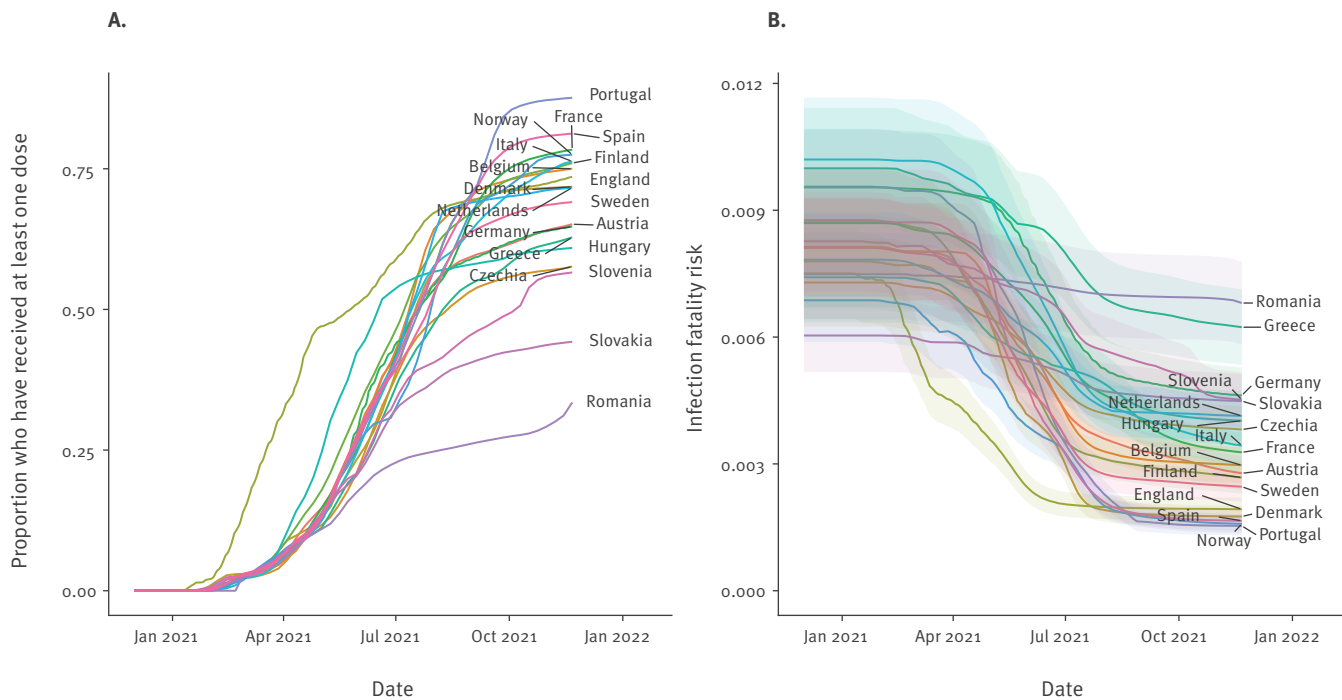 A.
Proportion who have received at least one dose
0.75
0.50
0.25
0.00
Portugal
France
Norway
Spain
Italy
Finland
Belgium
England
Denmark
Sweden
Netherlands
Austria
Germany
Hungary
Greece
Slovenia
Czechia
Slovakia
Romania
Jan 2021
Apr 2021
Jul 2021
Oct 2021
Jan 2022
Date
B.
Infection fatality risk
0.012
0.009
0.006
0.003
0.000
Romania
Greece
Slovenia
Germany
Netherlands
Slovakia
Hungary
Czechia
Italy
France
Belgium
Austria
Finland
Sweden
England
Denmark
Spain
Portugal
Norway
Jan 2021
Apr 2021
Jul 2021
Oct 2021
Jan 2022
Date